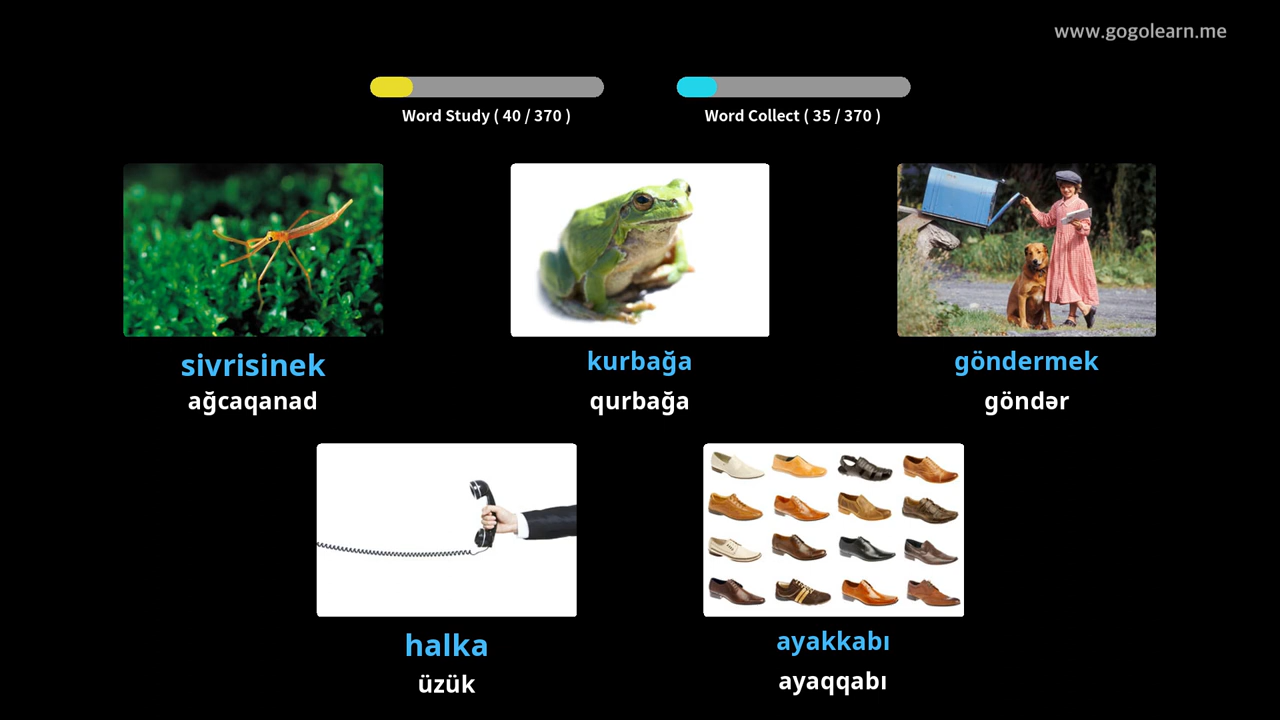 www.gogolearn.me
Word Study ( 40 / 370 )
Word Collect ( 35 / 370 )
sivrisinek
ağcaqanad
kurbağa
qurbağa
göndermek
göndər
halka
üzük
ayakkabı
ayaqqabı